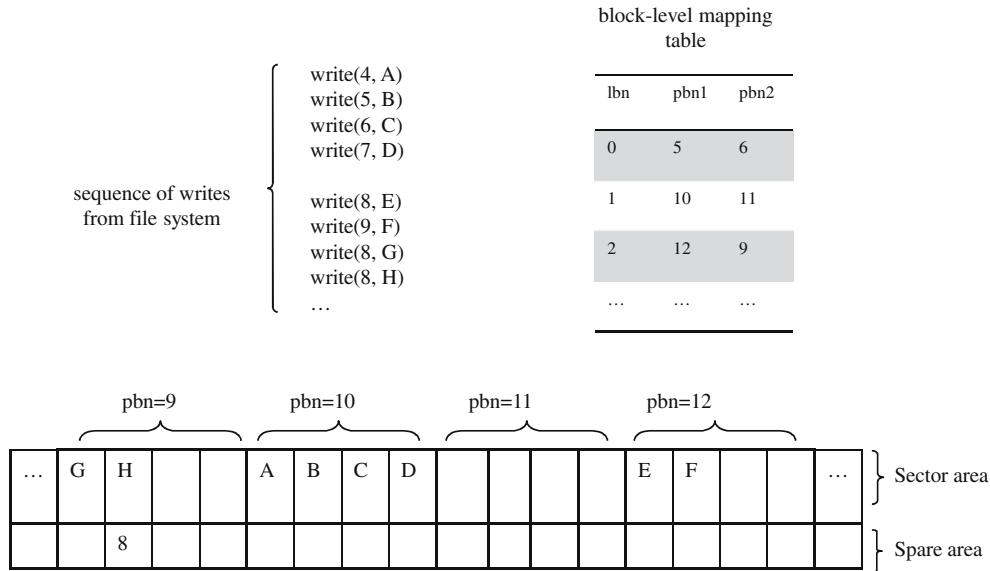 block-level mapping
table
write(4, A)
write(5, B)
write(6, C)
write(7, D)
sequence of writes
from file system
write(8, E)
write(9, F)
write(8, G)
write(8, H)
…
lbn pbn1 pbn2
0 5 6
1 10 11
2 12 9
… … …
pbn=9 pbn=10 pbn=11 pbn=12
… G H A B C D E F … Sector area
8 Spare area